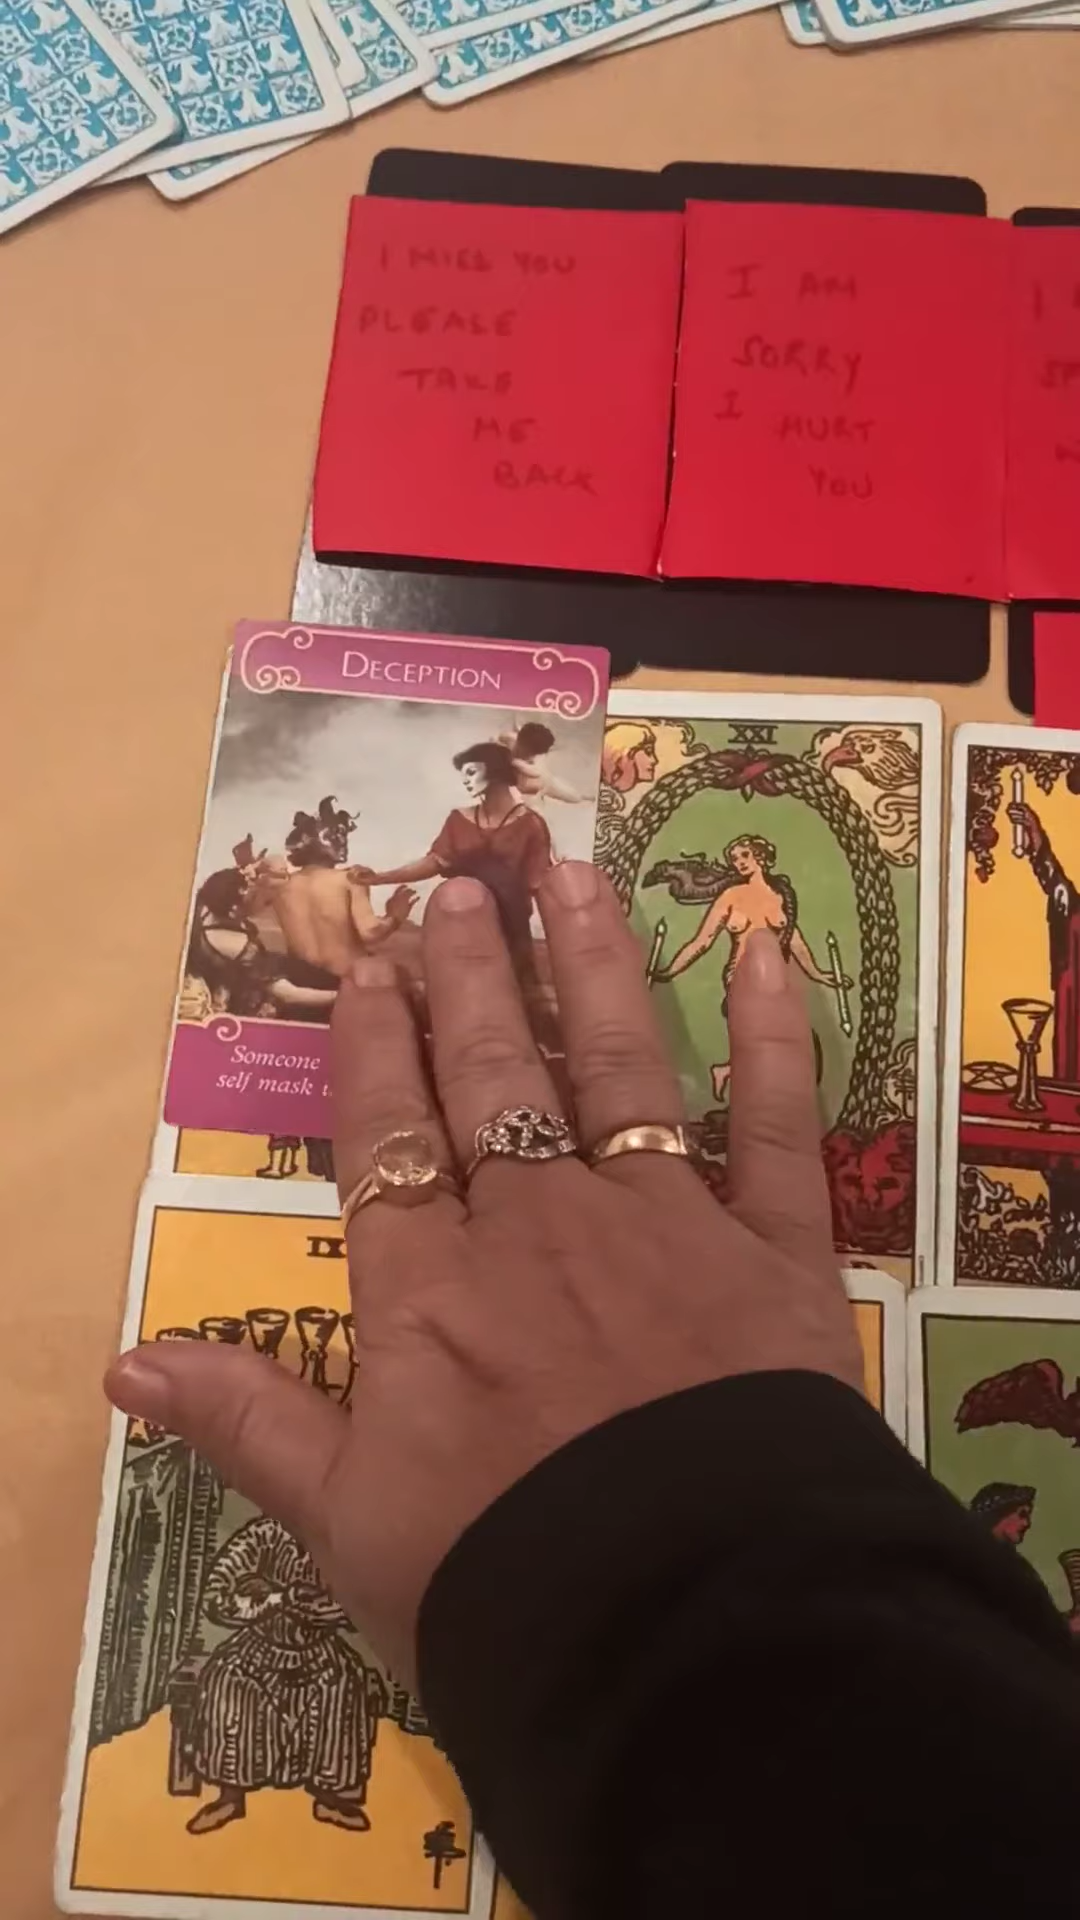 I MISS YOU
PLEASE
TAKE
ME
BACK
I AM
SORRY
I HURT
YOU
I
DECEPTION
XXI
Someone
self mask
IX